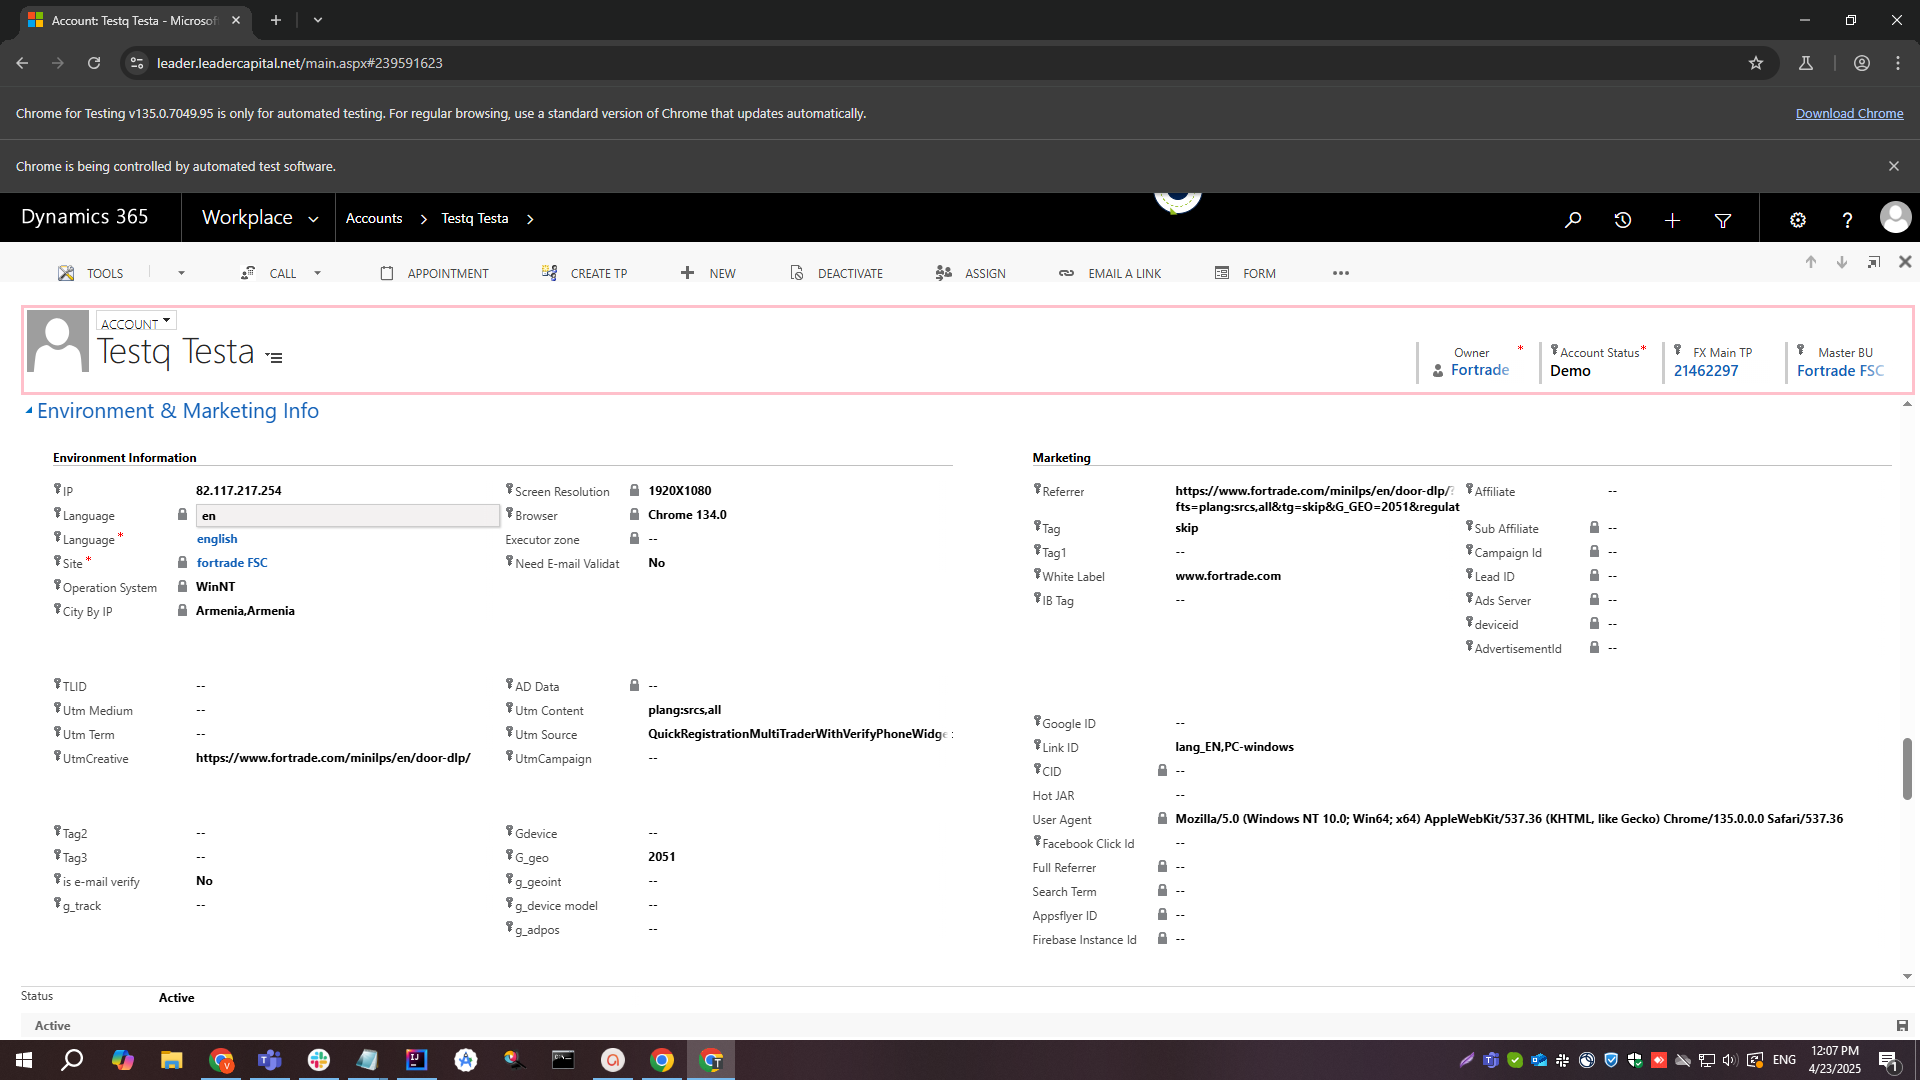 Account: Testq Testa - Microsof
leader.leadercapital.net/main.aspx#239591623
Chrome for Testing v135.0.7049.95 is only for automated testing. For regular browsing, use a standard version of Chrome that updates automatically.
Download Chrome
Chrome is being controlled by automated test software.
Dynamics 365
Workplace
Accounts
Testq Testa
TOOLS
CALL
APPOINTMENT
CREATE TP
NEW
DEACTIVATE
ASSIGN
EMAIL A LINK
FORM
ACCOUNT
Testq Testa
Owner *
Fortrade
Account Status *
Demo
FX Main TP
21462297
Master BU
Fortrade FSC
Environment & Marketing Info
Environment Information
IP 82.117.217.254
Language en
Language * english
Site * fortrade FSC
Operation System WinNT
City By IP Armenia,Armenia
Screen Resolution 1920X1080
Browser Chrome 134.0
Executor zone --
Need E-mail Validat No
TLID --
Utm Medium --
Utm Term --
UtmCreative https://www.fortrade.com/minilps/en/door-dlp/
AD Data --
Utm Content plang:srcs,all
Utm Source QuickRegistrationMultiTraderWithVerifyPhoneWidge
UtmCampaign --
Tag2 --
Tag3 --
is e-mail verify No
g_track --
Gdevice --
G_geo 2051
g_geoint --
g_device model --
g_adpos --
Marketing
Referrer https://www.fortrade.com/minilps/en/door-dlp/?
fts=plang:srcs,all&tg=skip&G_GEO=2051&regulat
Tag skip
Tag1 --
White Label www.fortrade.com
IB Tag --
Affiliate --
Sub Affiliate --
Campaign Id --
Lead ID --
Ads Server --
deviceid --
AdvertisementId --
Google ID --
Link ID lang_EN,PC-windows
CID --
Hot JAR --
User Agent Mozilla/5.0 (Windows NT 10.0; Win64; x64) AppleWebKit/537.36 (KHTML, like Gecko) Chrome/135.0.0.0 Safari/537.36
Facebook Click Id --
Full Referrer --
Search Term --
Appsflyer ID --
Firebase Instance Id --
Status Active
Active
ENG
12:07 PM
4/23/2025
1